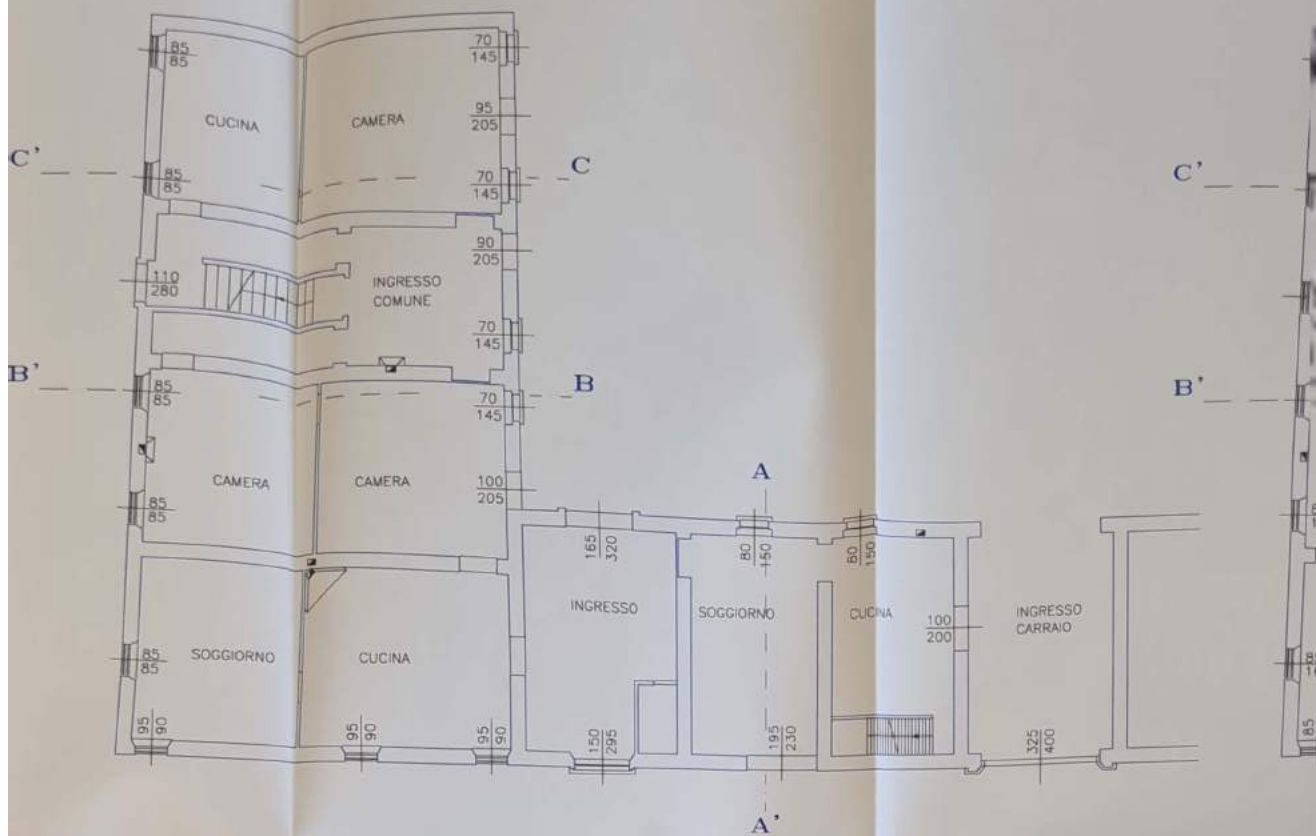 85
85
70
145
CUCINA
CAMERA
95
205
C'
C
C'
85
85
70
145
90
205
110
280
INGRESSO
COMUNE
70
145
B'
B
B'
85
85
70
145
A
CAMERA
CAMERA
85
85
100
205
165
320
80
150
80
150
INGRESSO
SOGGIORNO
CUCINA
100
200
INGRESSO
CARRAIO
SOGGIORNO
CUCINA
85
85
95
90
95
90
95
90
150
295
195
230
325
400
85
A'